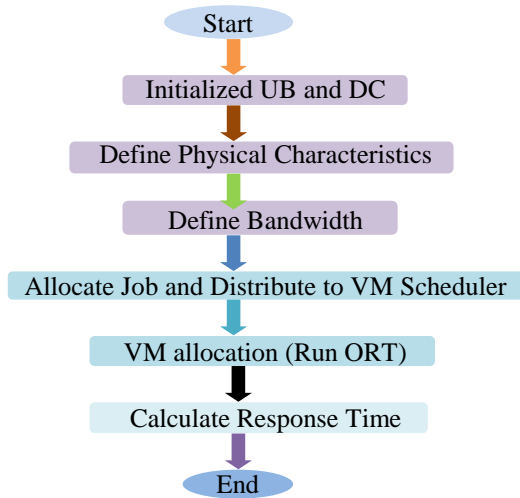 Start
Initialized UB and DC
Define Physical Characteristics
Define Bandwidth
Allocate Job and Distribute to VM Scheduler
VM allocation (Run ORT)
Calculate Response Time
End